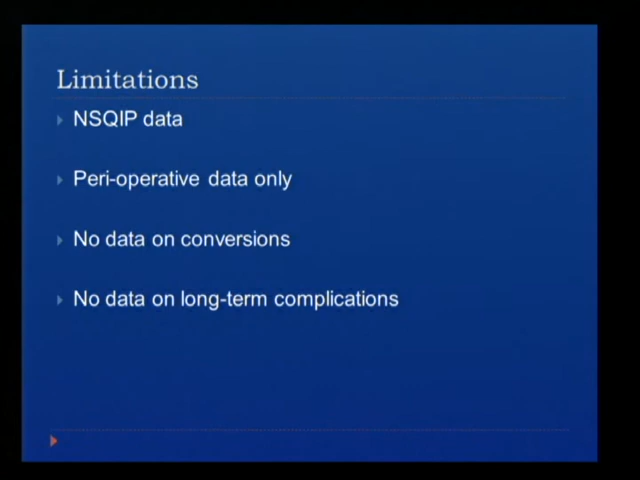 Limitations
NSQIP data
Peri-operative data only
No data on conversions
No data on long-term complications